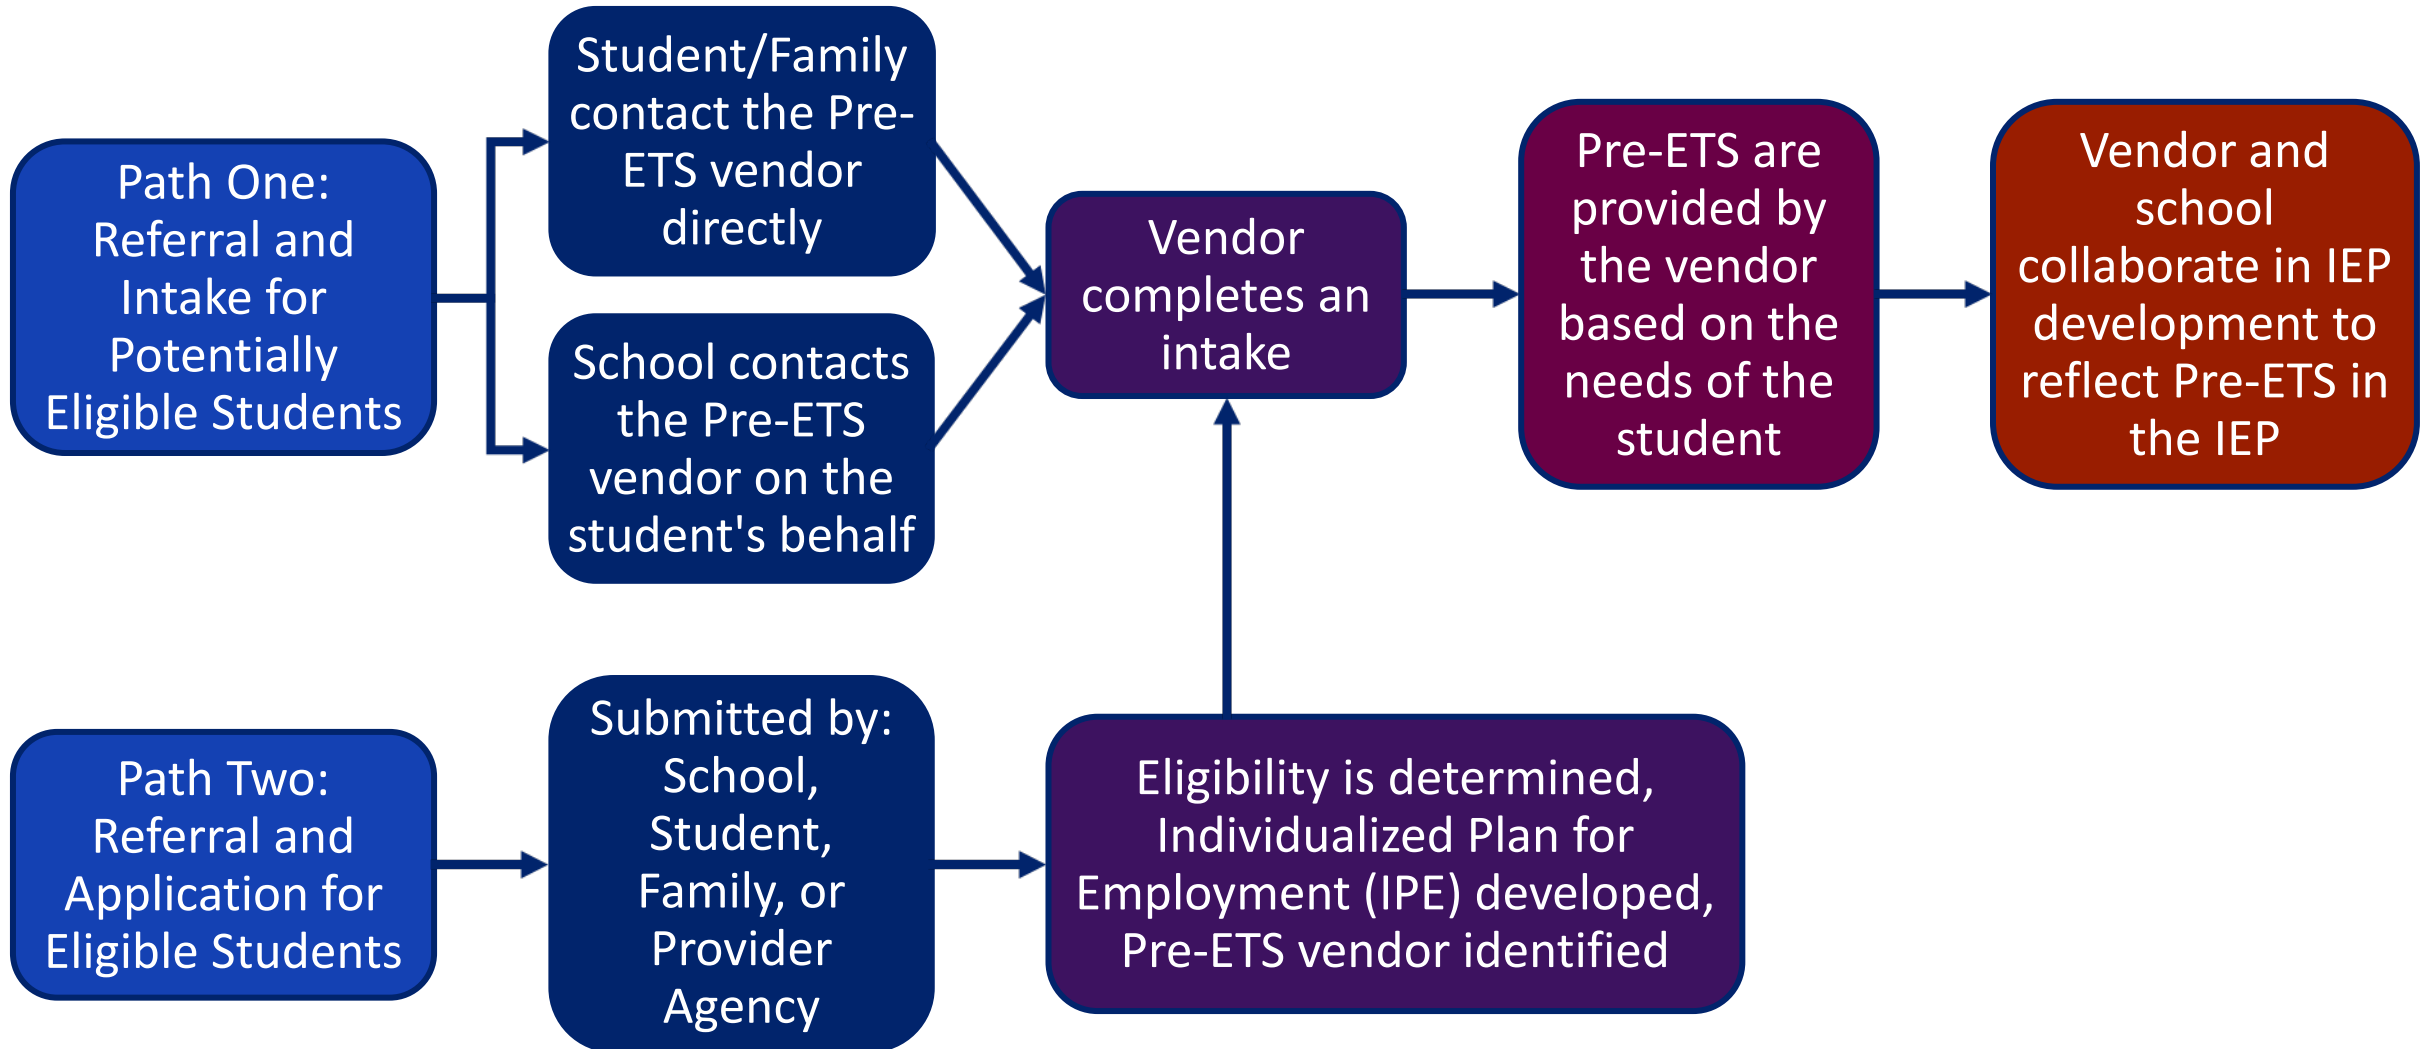 Path One:
Referral and
Intake for
Potentially
Eligible Students
Student/Family
contact the Pre-
ETS vendor
directly
School contacts
the Pre-ETS
vendor on the
student's behalf
Vendor
completes an
intake
Pre-ETS are
provided by
the vendor
based on the
needs of the
student
Vendor and
school
collaborate in IEP
development to
reflect Pre-ETS in
the IEP
Path Two:
Referral and
Application for
Eligible Students
Submitted by:
School,
Student,
Family, or
Provider
Agency
Eligibility is determined,
Individualized Plan for
Employment (IPE) developed,
Pre-ETS vendor identified